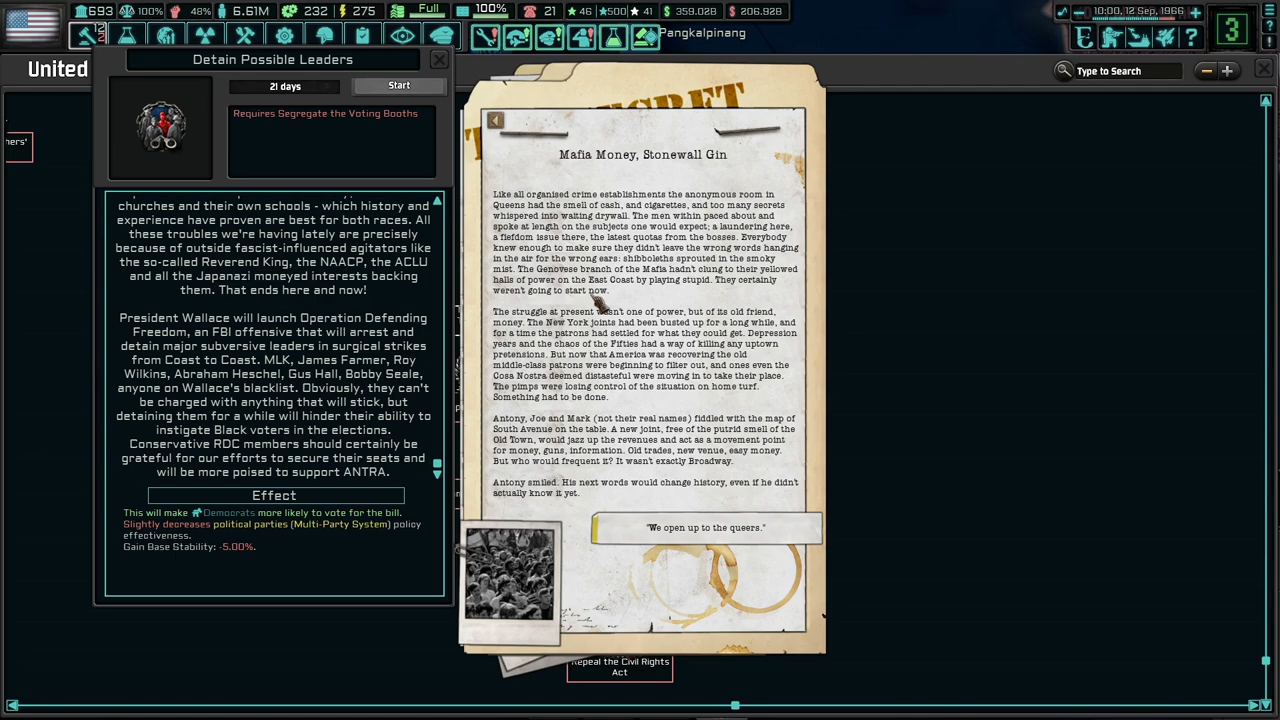 693
100%
48%
6.61M
232
275
Full
100%
21
46
500
41
$ 359.028
$ 206.928
10:00, 12 Sep, 1966
3
Pangkalpinang
United
Type to Search
Detain Possible Leaders
21 days
Start
Requires Segregate the Voting Booths
churches and their own schools - which history and
experience have proven are best for both races. All
these troubles we're having lately are precisely
because of outside fascist-influenced agitators like
the so-called Reverend King, the NAACP, the ACLU
and all the Japanazi moneyed interests backing
them. That ends here and now!
President Wallace will launch Operation Defending
Freedom, an FBI offensive that will arrest and
detain major subversive leaders in surgical strikes
from Coast to Coast. MLK, James Farmer, Roy
Wilkins, Abraham Heschel, Gus Hall, Bobby Seale,
anyone on Wallace's blacklist. Obviously, they can't
be charged with anything that will stick, but
detaining them for a while will hinder their ability to
instigate Black voters in the elections.
Conservative RDC members should certainly be
grateful for our efforts to secure their seats and
will be more poised to support ANTRA.
Effect
This will make Democrats more likely to vote for the bill.
Slightly decreases political parties (Multi-Party System) policy
effectiveness.
Gain Base Stability: -5.00%.
Mafia Money, Stonewall Gin
Like all organised crime establishments the anonymous room in
Queens had the smell of cash, and cigarettes, and too many secrets
whispered into waiting drywall. The men within paced about and
spoke at length on the subjects one would expect; a laundering here,
a fiefdom issue there, the latest quotas from the bosses. Everybody
knew enough to make sure they didn't leave the wrong words hanging
in the air for the wrong ears: shibboleths sprouted in the smoky
mist. The Genovese branch of the Mafia hadn't clung to their yellowed
halls of power on the East Coast by playing stupid. They certainly
weren't going to start now.
The struggle at present wasn't one of power, but of its old friend,
money. The New York joints had been busted up for a long while, and
for a time the patrons had settled for what they could get. Depression
years and the chaos of the Fifties had a way of killing any uptown
pretensions. But now that America was recovering the old
middle-class patrons were beginning to filter out, and ones even the
Cosa Nostra deemed distasteful were moving in to take their place.
The pimps were losing control of the situation on home turf.
Something had to be done.
Antony, Joe and Mark (not their real names) fiddled with the map of
South Avenue on the table. A new joint, free of the putrid smell of the
Old Town, would jazz up the revenues and act as a movement point
for money, guns, information. Old trades, new venue, easy money.
But who would frequent it? It wasn't exactly Broadway.
Antony smiled. His next words would change history, even if he didn't
actually know it yet.
"We open up to the queers."
Repeal the Civil Rights
Act